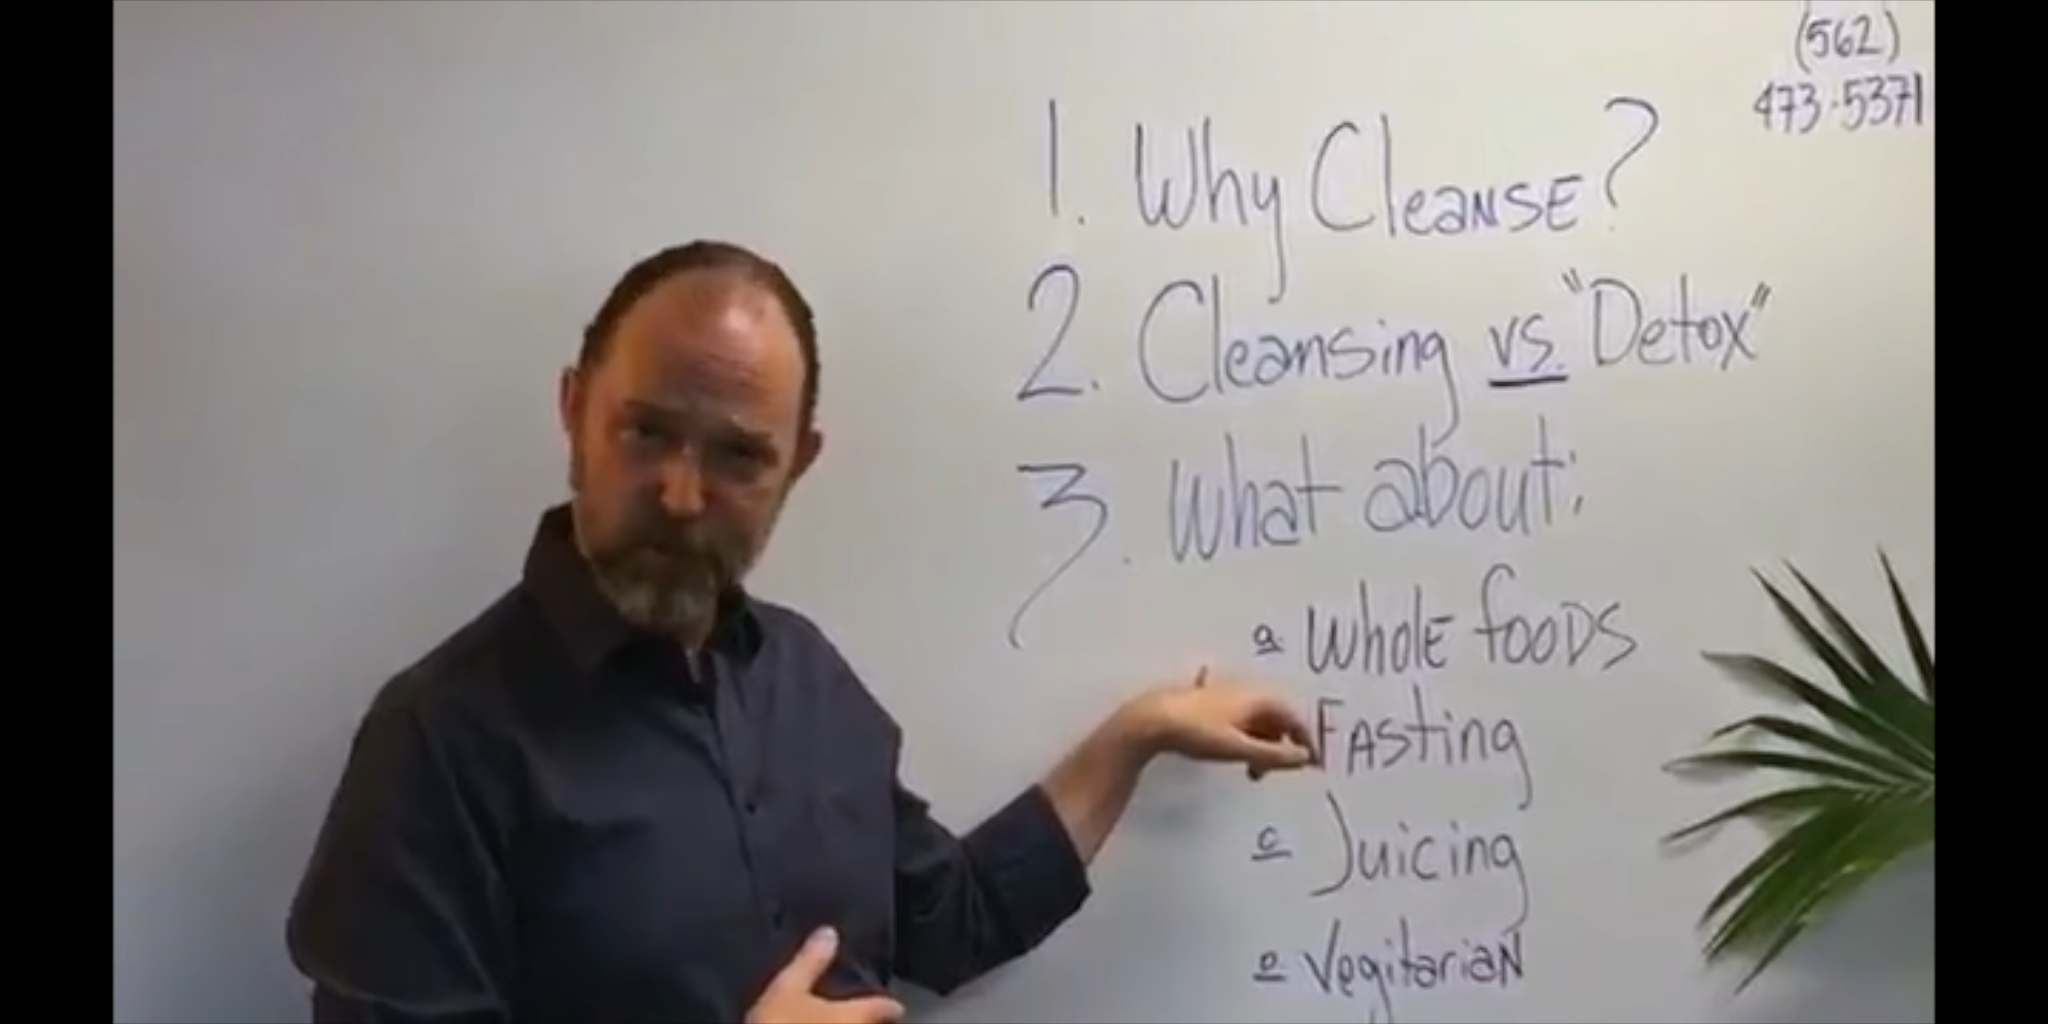 (562)
473-5371
1. Why Cleanse?
2. Cleansing vs. "Detox"
3. What about:
a. Whole foods
Fasting
c Juicing
D Vegitarian